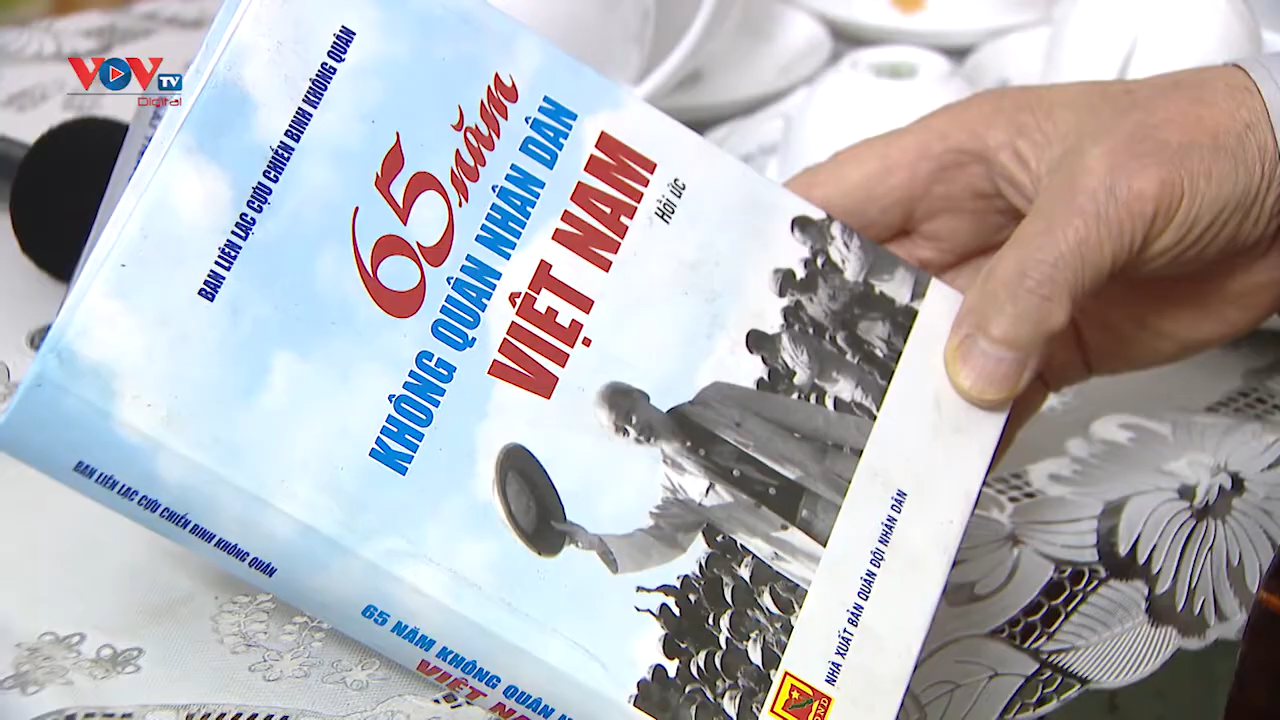 VOV TV
Digital
BAN LIÊN LẠC CỰU CHIẾN BINH KHÔNG QUÂN
65 năm
KHÔNG QUÂN NHÂN DÂN
VIỆT NAM
Hồi ức
NHÀ XUẤT BẢN QUÂN ĐỘI NHÂN DÂN
BAN LIÊN LẠC CỰU CHIẾN BINH KHÔNG QUÂN
65 NĂM KHÔNG QUÂN N
VIỆT NA